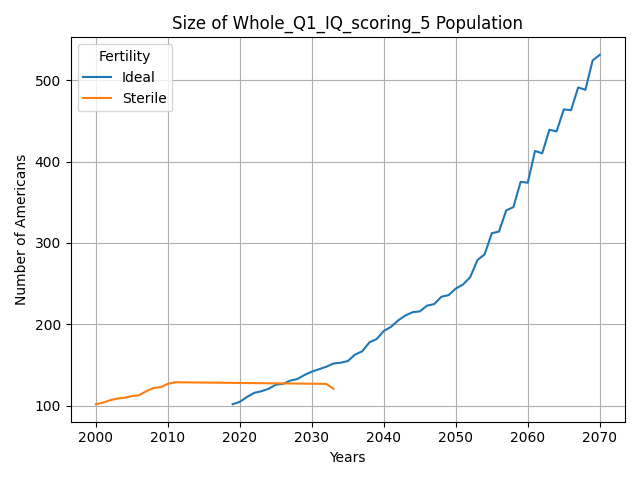 Size of Whole_Q1_IQ_scoring_5 Population
Fertility
Ideal
Sterile
Number of Americans
500
400
300
200
100
2000 2010 2020 2030 2040 2050 2060 2070
Years